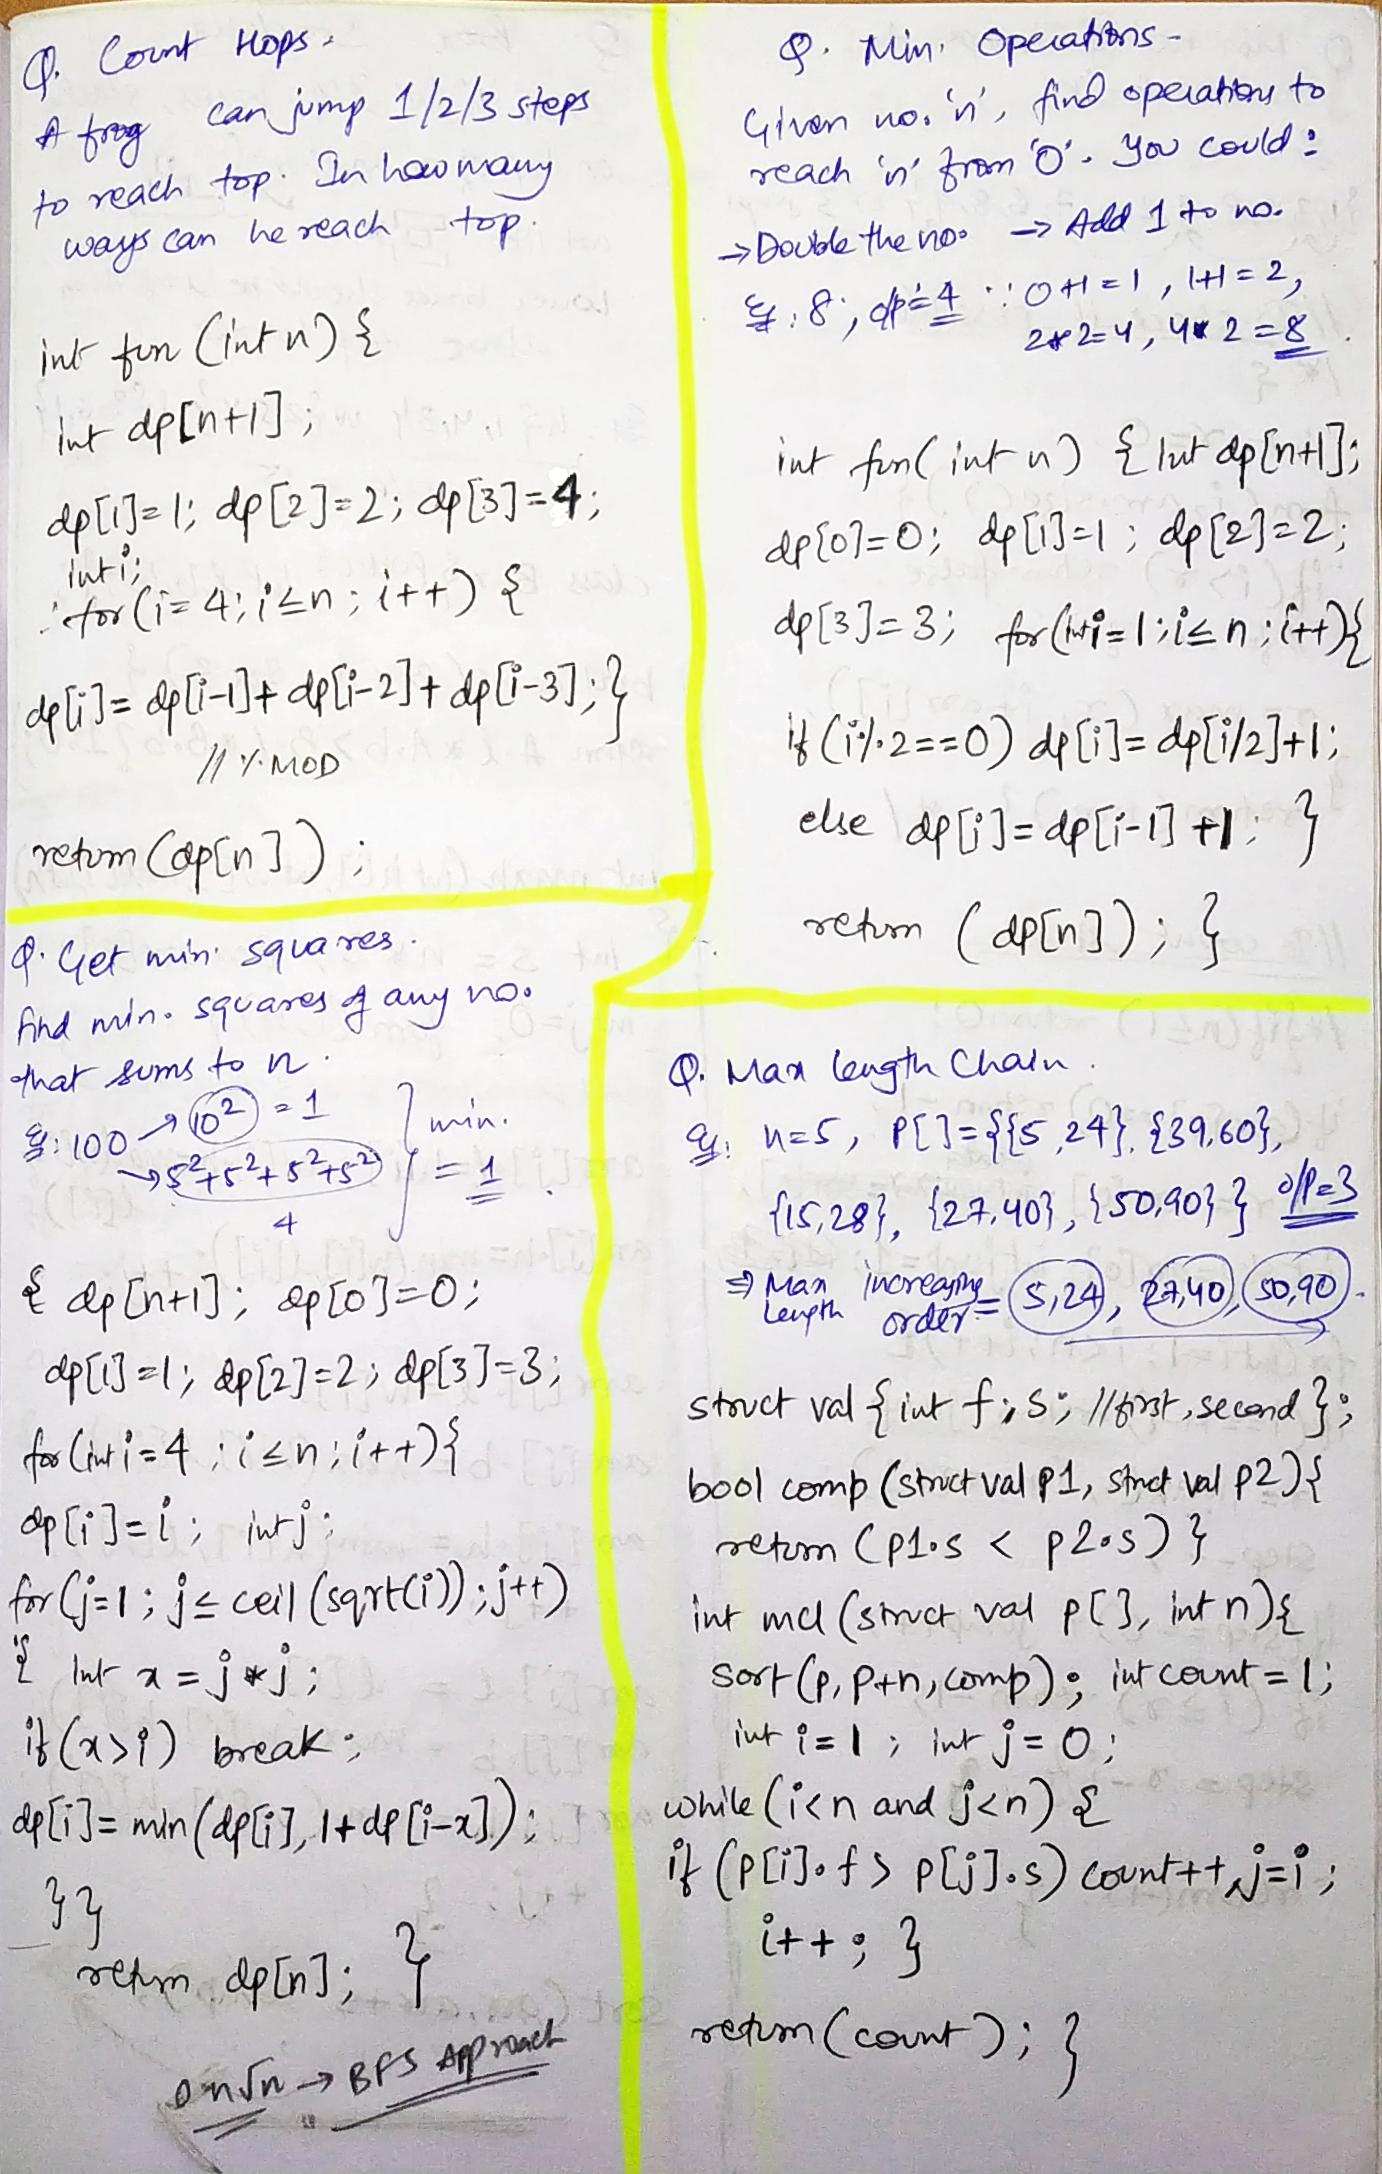 Q. Count Hops.
A frog can jump 1/2/3 steps
to reach top. In how many
ways can he reach top.
int fun (int n) {
int dp[n+1];
dp[1]=1; dp[2]=2; dp[3]=4;
int i;
for (i=4; i≤n; i++) {
dp[i]= dp[i-1]+ dp[i-2]+ dp[i-3];}
// % MOD
return (dp[n]);
Q. Min. Operations -
Given no. 'n', find operations to
reach 'n' from '0'. You could:
→ Double the no. → Add 1 to no.
Eg: 8; op=4 ∵ 0+1=1, 1+1=2,
2*2=4, 4*2=8.
int fun(int n) { int dp[n+1];
dp[0]=0; dp[1]=1; dp[2]=2;
dp[3]=3; for(int i=1; i≤n; i++){
if (i%2==0) dp[i]= dp[i/2]+1;
else dp[i]=dp[i-1]+1; }
return (dp[n]); }
Q. Get min. squares.
find min. squares of any no.
that sums to n.
Eg: 100 → 10² = 1
→ 5²+5²+5²+5²
4
} min.
= 1.
{ dp[n+1]; dp[0]=0;
dp[1]=1; dp[2]=2; dp[3]=3;
for (int i=4; i≤n; i++){
dp[i]=i; int j;
for (j=1; j≤ ceil (sqrt(i)); j++)
{ int x = j*j;
if (x>i) break;
dp[i]= min(dp[i], 1+dp[i-x]);
}}
return dp[n]; }
O n√n → BFS Approach
Q. Max length Chain.
Eg: n=5, P[]={{5,24}, {39,60},
{15,28}, {27,40}, {50,90}} o/p=3
⇒ Max length increasing order = 5,24, 27,40, 50,90.
struct val {int f; s; //first, second };
bool comp (struct val p1, struct val p2){
return (p1.s < p2.s) }
int mcl (struct val p[], int n){
sort (p, p+n, comp); int count = 1;
int i=1; int j=0;
while (i<n and j<n) {
if (p[i].f > p[j].s) count++, j=i;
i++; }
return (count); }